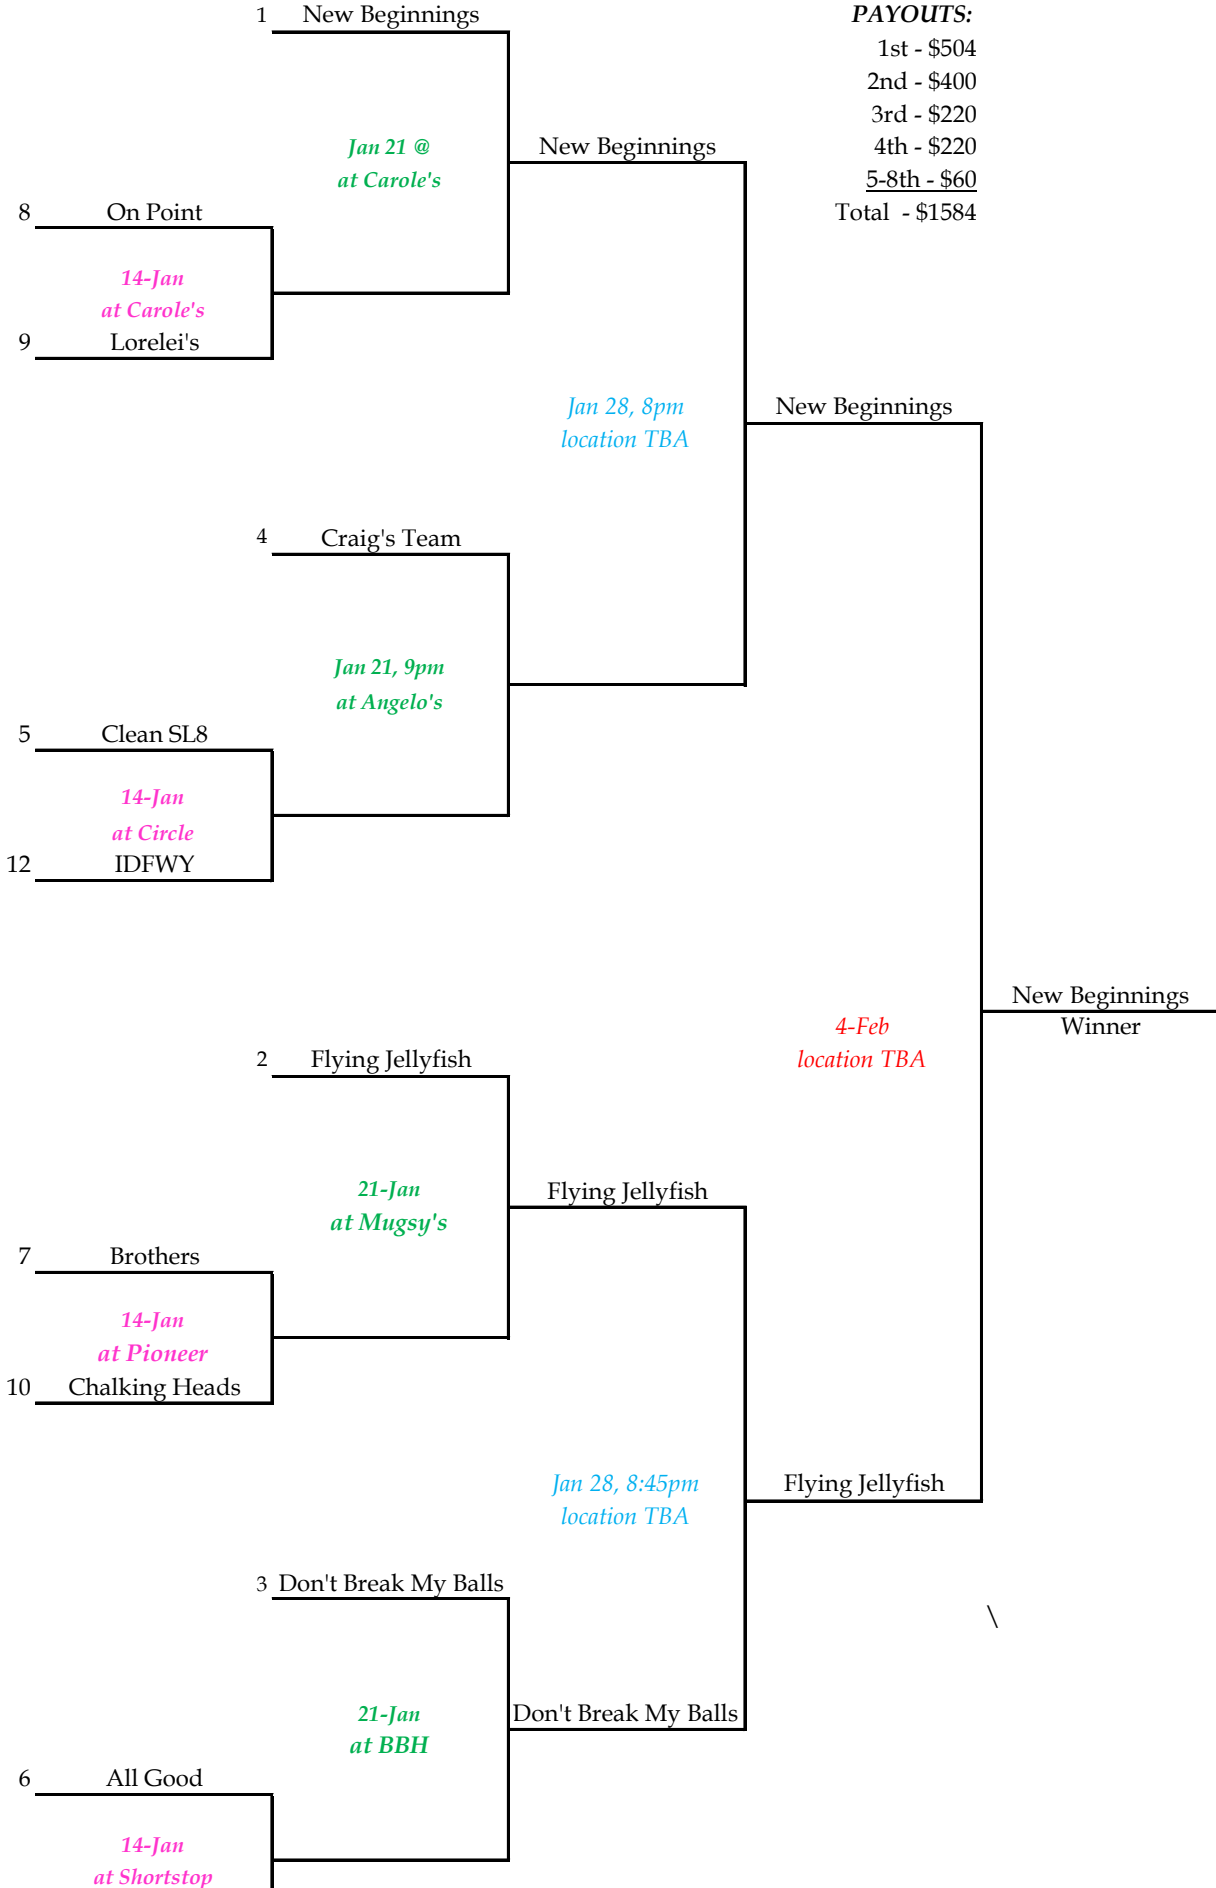 1 New Beginnings
PAYOUTS:
1st - $504
2nd - $400
3rd - $220
4th - $220
5-8th - $60
Total - $1584
Jan 21 @
at Carole's
New Beginnings
8 On Point
14-Jan
at Carole's
9 Lorelei's
Jan 28, 8pm
location TBA
New Beginnings
4 Craig's Team
Jan 21, 9pm
at Angelo's
5 Clean SL8
14-Jan
at Circle
12 IDFWY
New Beginnings
Winner
4-Feb
location TBA
2 Flying Jellyfish
21-Jan
at Mugsy's
Flying Jellyfish
7 Brothers
14-Jan
at Pioneer
10 Chalking Heads
Jan 28, 8:45pm
location TBA
Flying Jellyfish
3 Don't Break My Balls
\
21-Jan
at BBH
Don't Break My Balls
6 All Good
14-Jan
at Shortstop